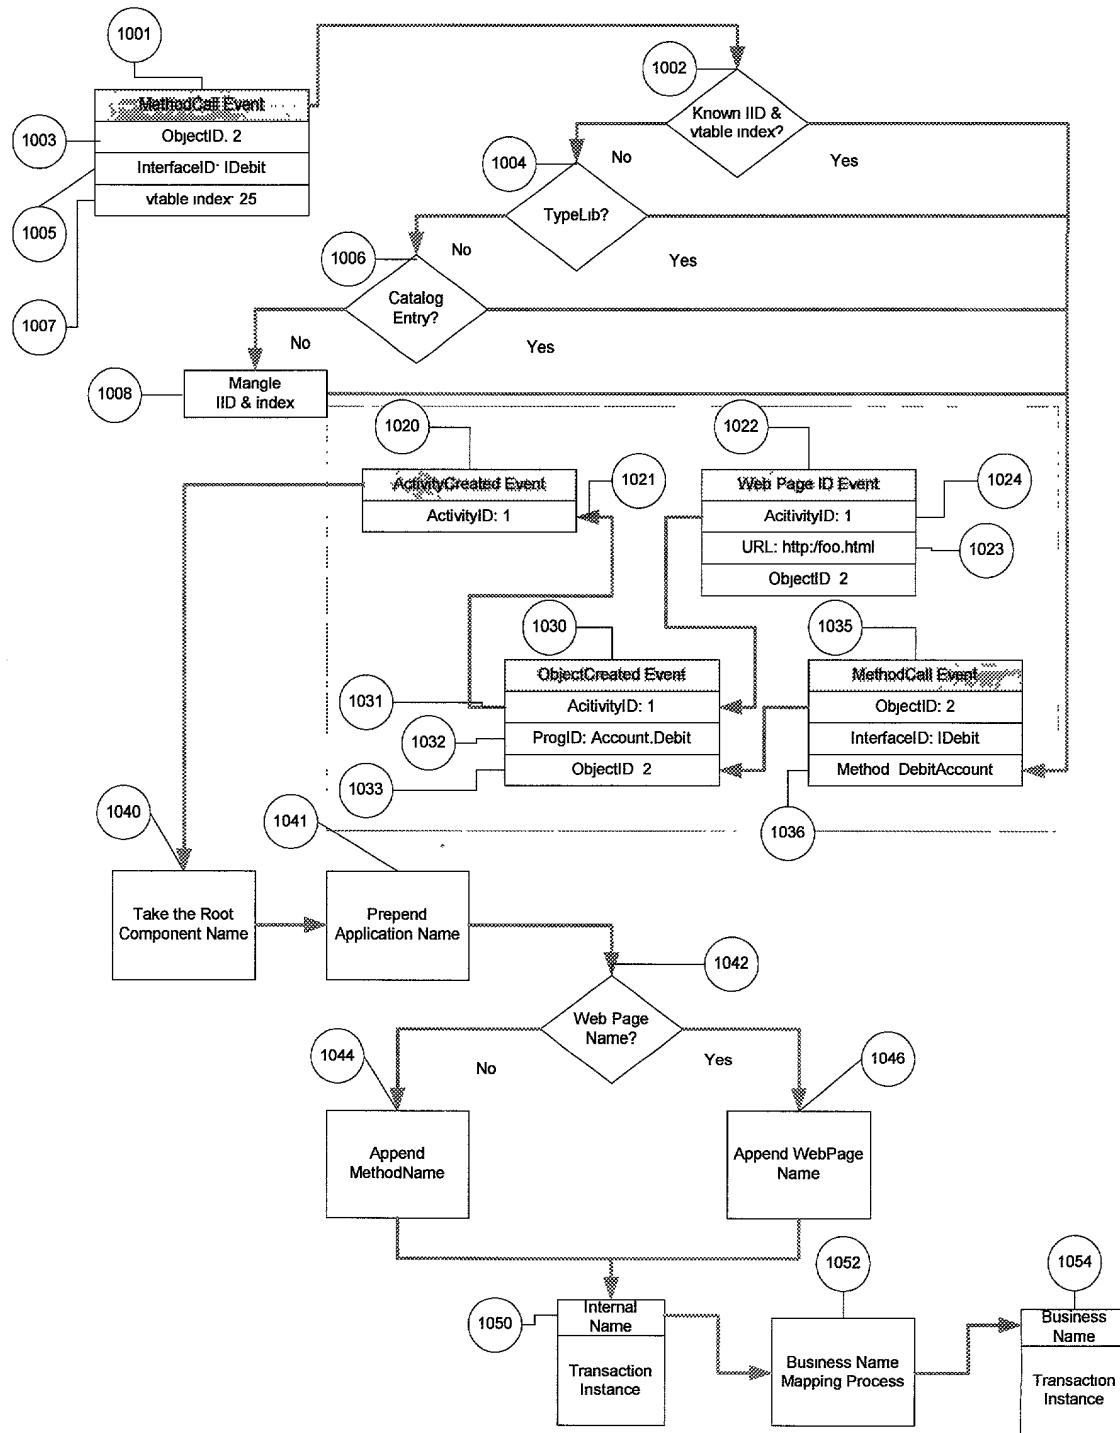 1001
MethodCall Event
1003
ObjectID. 2
InterfaceID: IDebit
1005
vtable index: 25
1007
1002
Known IID &
vtable index?
No
Yes
1004
TypeLib?
No
Yes
1006
Catalog
Entry?
No
Yes
1008
Mangle
IID & index
1020
ActivityCreated Event
1021
ActivityID: 1
1022
Web Page ID Event
1024
AcitivityID: 1
URL: http:/foo.html
1023
ObjectID 2
1030
ObjectCreated Event
1031
AcitivityID: 1
1032
ProgID: Account.Debit
1033
ObjectID 2
1035
MethodCall Event
ObjectID: 2
InterfaceID: IDebit
Method DebitAccount
1036
1040
Take the Root
Component Name
1041
Prepend
Application Name
1042
Web Page
Name?
No
Yes
1044
Append
MethodName
1046
Append WebPage
Name
1050
Internal
Name
Transaction
Instance
1052
Business Name
Mapping Process
1054
Business
Name
Transaction
Instance